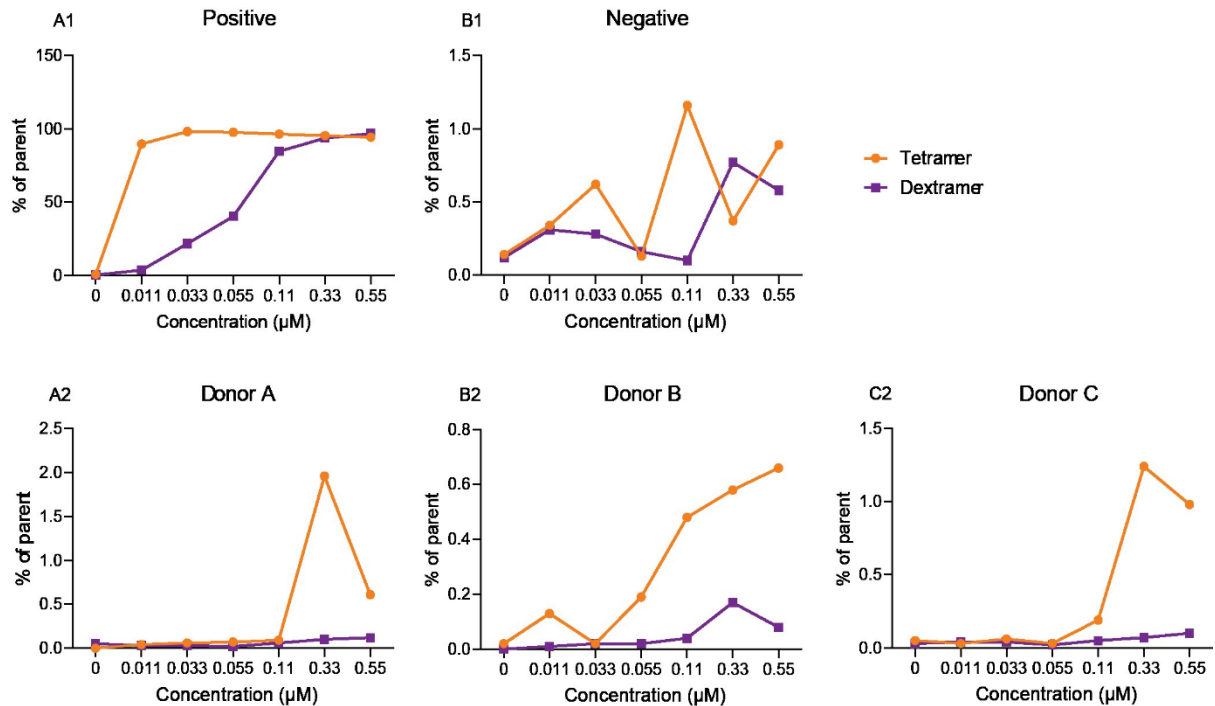 A1 Positive
150
100
50
0
% of parent
0 0.011 0.033 0.055 0.11 0.33 0.55
Concentration (µM)
B1 Negative
1.5
1.0
0.5
0.0
% of parent
0 0.011 0.033 0.055 0.11 0.33 0.55
Concentration (µM)
Tetramer
Dextramer
A2 Donor A
2.5
2.0
1.5
1.0
0.5
0.0
% of parent
0 0.011 0.033 0.055 0.11 0.33 0.55
Concentration (µM)
B2 Donor B
0.8
0.6
0.4
0.2
0.0
% of parent
0 0.011 0.033 0.055 0.11 0.33 0.55
Concentration (µM)
C2 Donor C
1.5
1.0
0.5
0.0
% of parent
0 0.011 0.033 0.055 0.11 0.33 0.55
Concentration (µM)